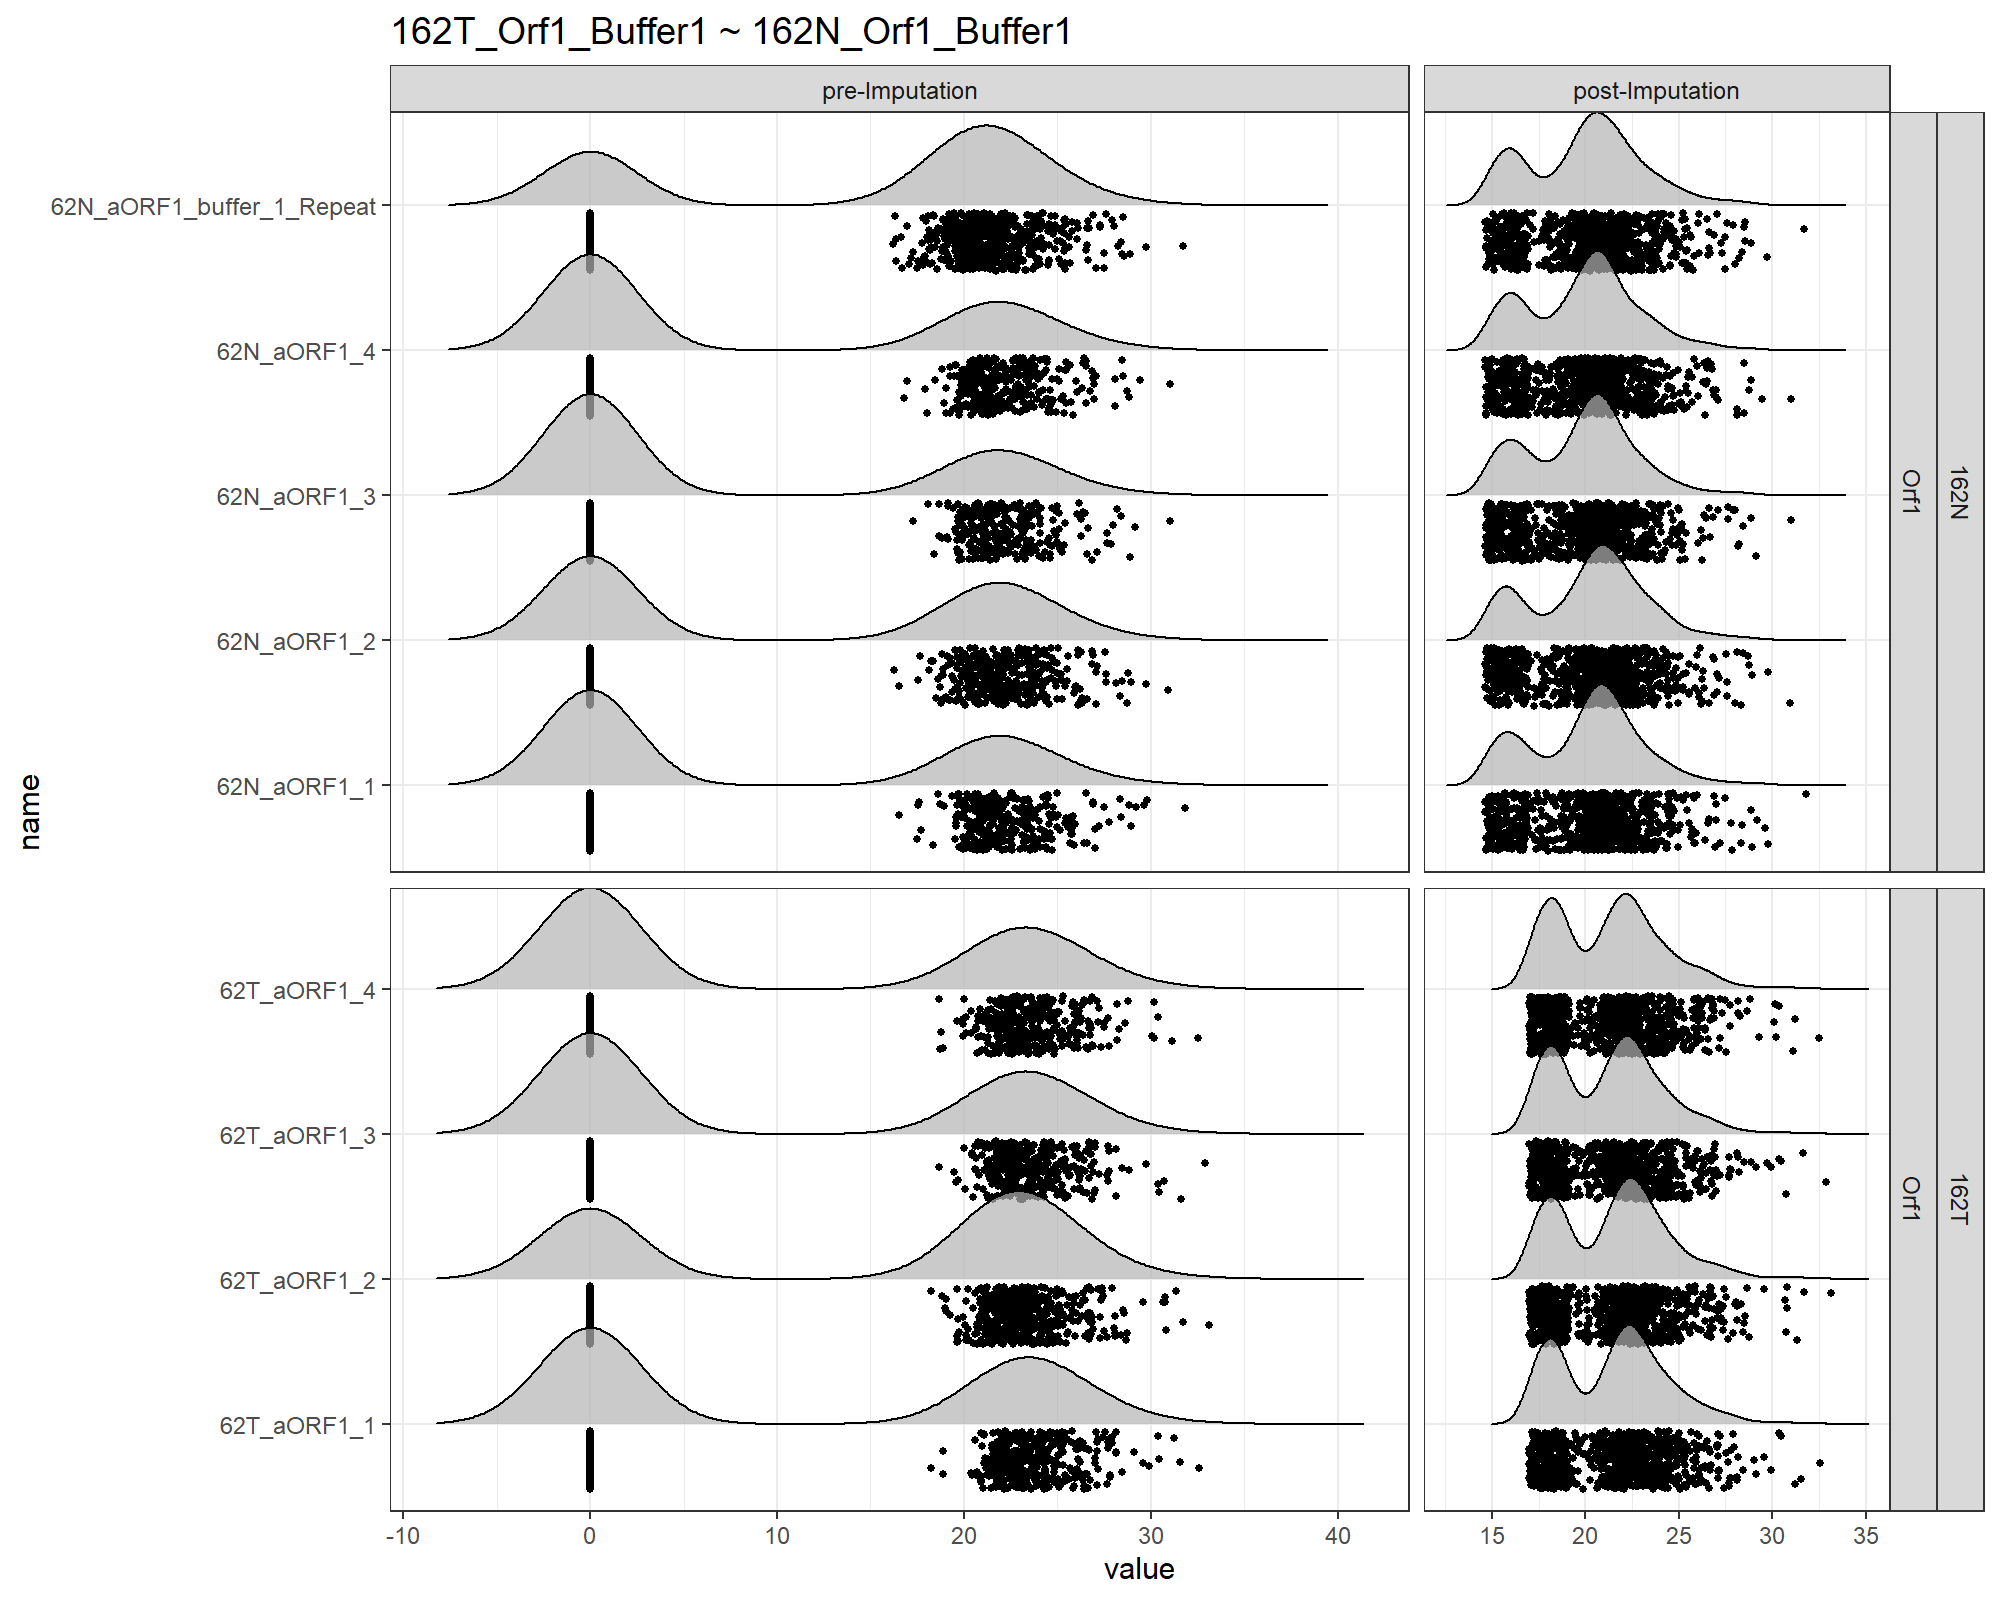 162T_Orf1_Buffer1 ~ 162N_Orf1_Buffer1
pre-Imputation
post-Imputation
62N_aORF1_buffer_1_Repeat
62N_aORF1_4
62N_aORF1_3
62N_aORF1_2
62N_aORF1_1
Orf1
162N
name
62T_aORF1_4
62T_aORF1_3
62T_aORF1_2
62T_aORF1_1
Orf1
162T
-10 0 10 20 30 40
15 20 25 30 35
value